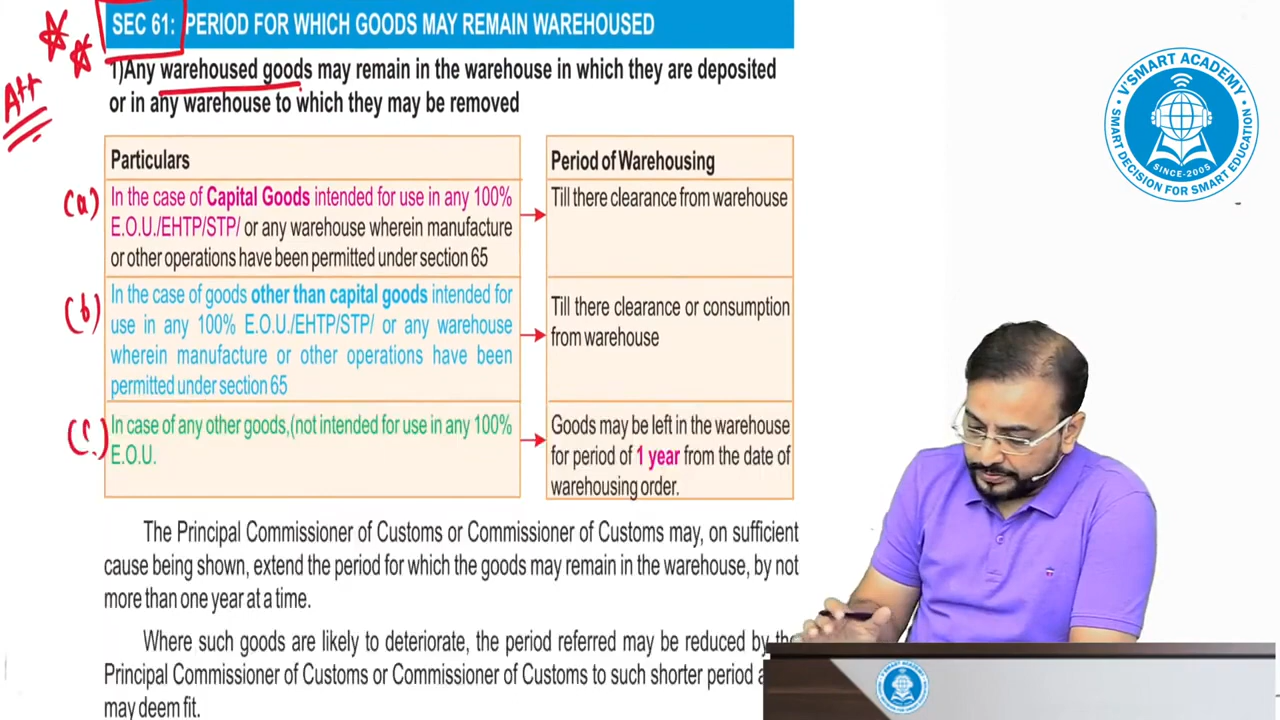 SEC 61: PERIOD FOR WHICH GOODS MAY REMAIN WAREHOUSED
A++
1)Any warehoused goods may remain in the warehouse in which they are deposited
or in any warehouse to which they may be removed
Particulars
Period of Warehousing
(a)
In the case of Capital Goods intended for use in any 100%
E.O.U./EHTP/STP/ or any warehouse wherein manufacture
or other operations have been permitted under section 65
Till there clearance from warehouse
(b)
In the case of goods other than capital goods intended for
use in any 100% E.O.U./EHTP/STP/ or any warehouse
wherein manufacture or other operations have been
permitted under section 65
Till there clearance or consumption
from warehouse
(c)
In case of any other goods,(not intended for use in any 100%
E.O.U.
Goods may be left in the warehouse
for period of 1 year from the date of
warehousing order.
The Principal Commissioner of Customs or Commissioner of Customs may, on sufficient
cause being shown, extend the period for which the goods may remain in the warehouse, by not
more than one year at a time.
Where such goods are likely to deteriorate, the period referred may be reduced by the
Principal Commissioner of Customs or Commissioner of Customs to such shorter period
may deem fit.
V'SMART ACADEMY
SMART DECISION FOR SMART EDUCATION
SINCE-2005
V'SMART ACADEMY